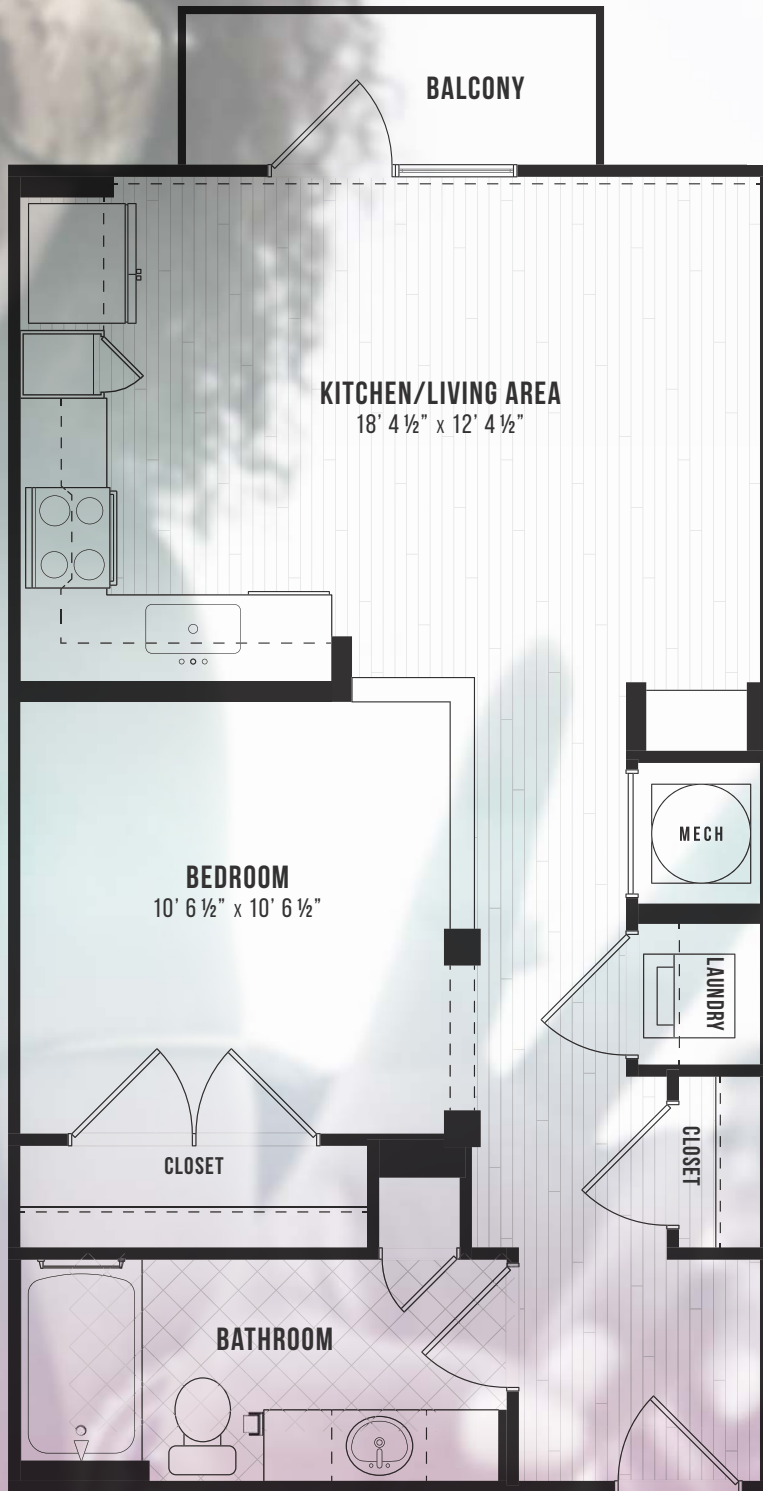 BALCONY
KITCHEN/LIVING AREA
18’ 4 ½” x 12’ 4 ½”
MECH
BEDROOM
10’ 6 ½” x 10’ 6 ½”
LAUNDRY
CLOSET
CLOSET
BATHROOM